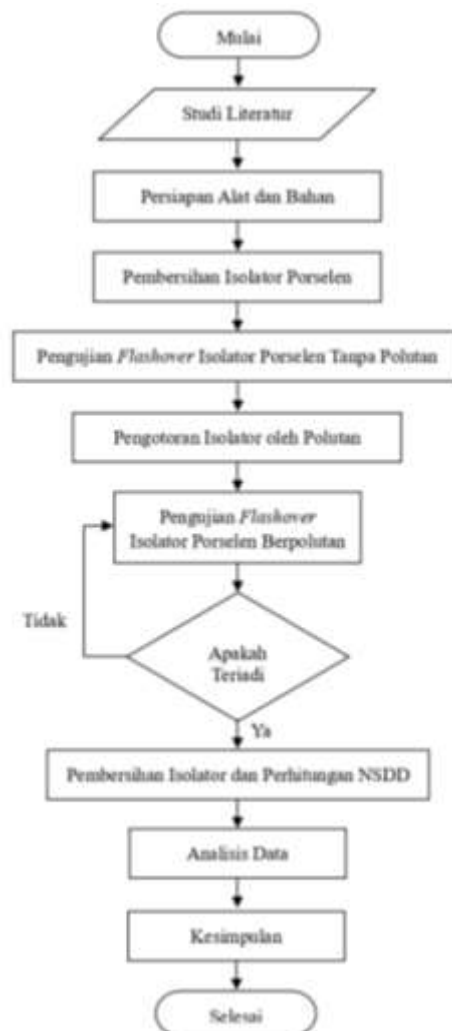 Mulai
Studi Literatur
Persiapan Alat dan Bahan
Pembersihan Isolator Porselen
Pengujian Flashover Isolator Porselen Tanpa Polutan
Pengotoran Isolator oleh Polutan
Pengujian Flashover
Isolator Porselen Berpolutan
Tidak
Apakah
Teriadi
Ya
Pembersihan Isolator dan Perhitungan NSDD
Analisis Data
Kesimpulan
Selesai